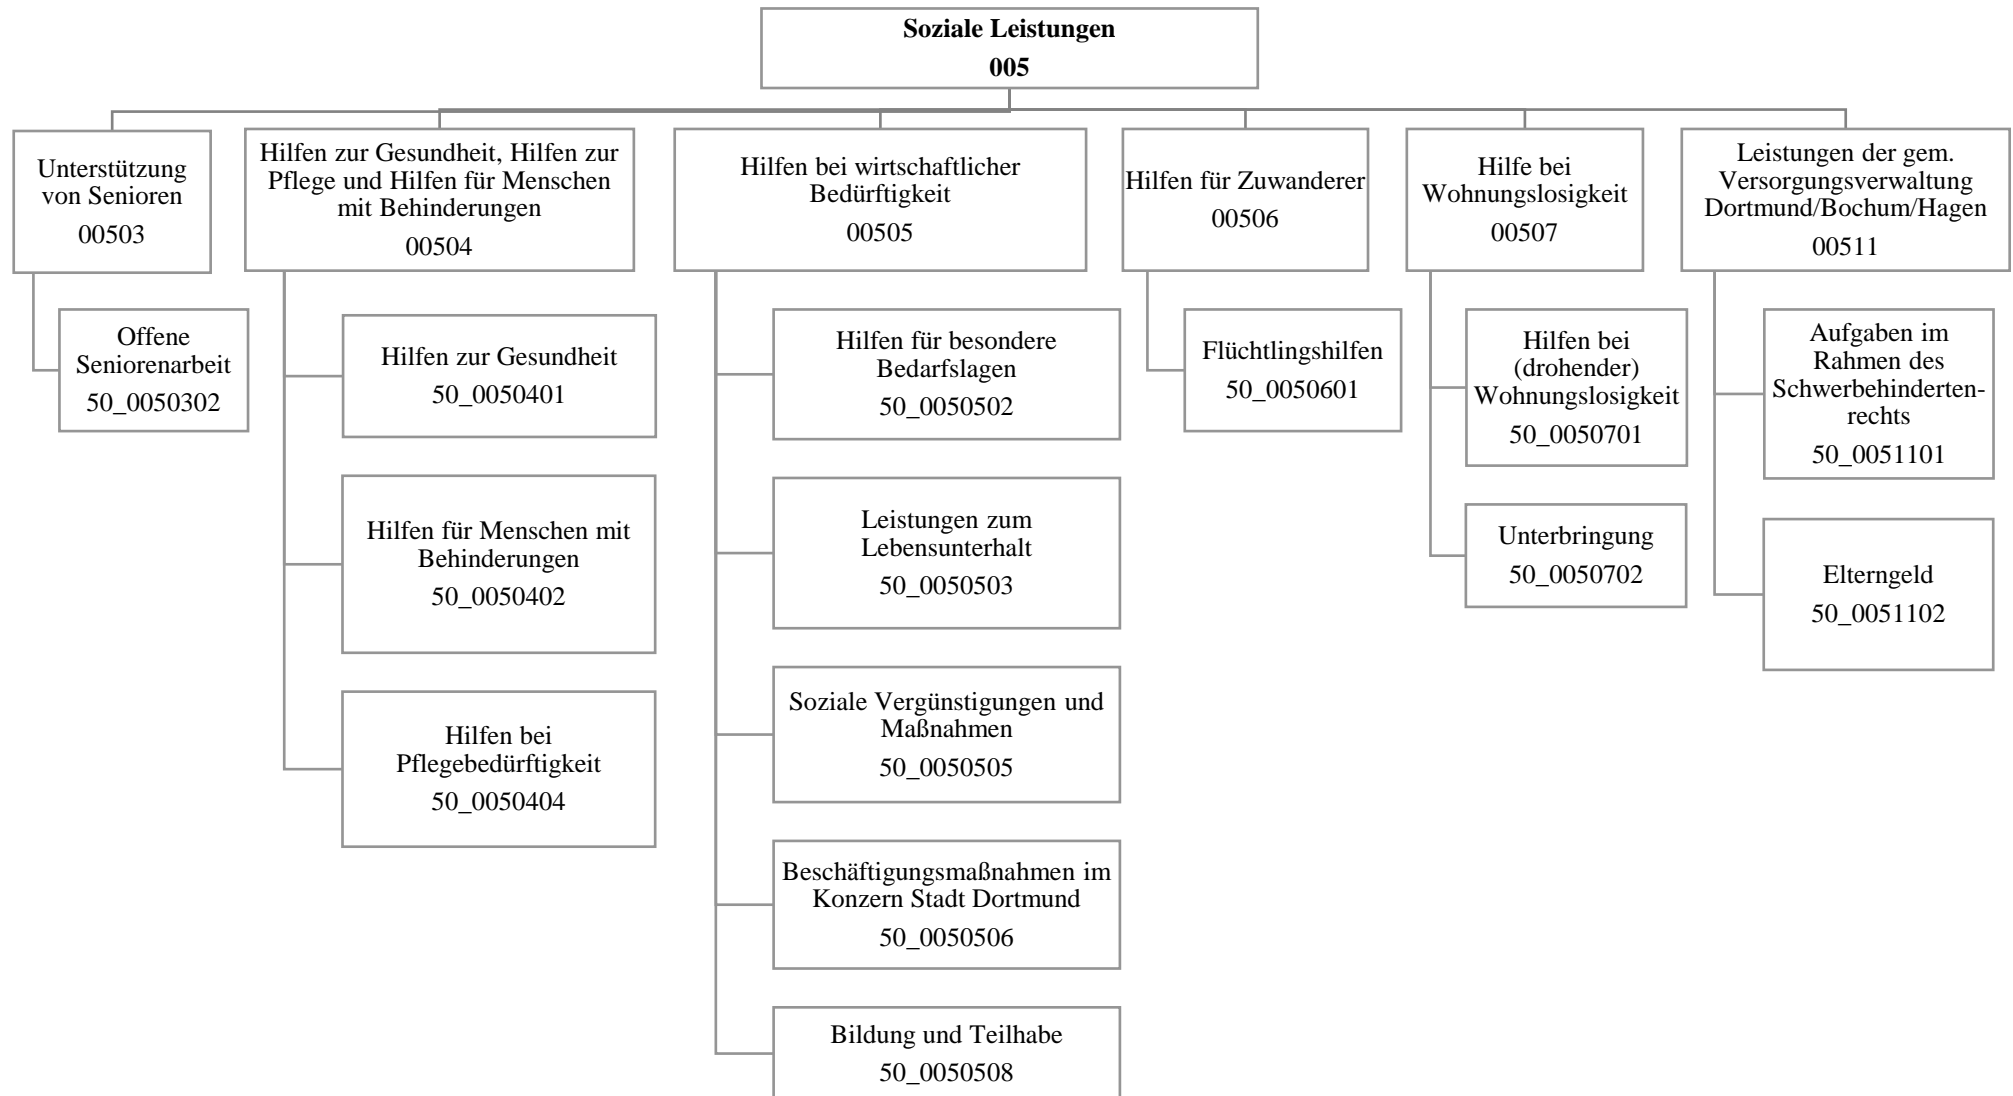 Soziale Leistungen
005
Unterstützung
von Senioren
00503
Offene
Seniorenarbeit
50_0050302
Hilfen zur Gesundheit, Hilfen zur
Pflege und Hilfen für Menschen
mit Behinderungen
00504
Hilfen zur Gesundheit
50_0050401
Hilfen für Menschen mit
Behinderungen
50_0050402
Hilfen bei
Pflegebedürftigkeit
50_0050404
Hilfen bei wirtschaftlicher
Bedürftigkeit
00505
Hilfen für besondere
Bedarfslagen
50_0050502
Leistungen zum
Lebensunterhalt
50_0050503
Soziale Vergünstigungen und
Maßnahmen
50_0050505
Beschäftigungsmaßnahmen im
Konzern Stadt Dortmund
50_0050506
Bildung und Teilhabe
50_0050508
Hilfen für Zuwanderer
00506
Flüchtlingshilfen
50_0050601
Hilfe bei
Wohnungslosigkeit
00507
Hilfen bei
(drohender)
Wohnungslosigkeit
50_0050701
Unterbringung
50_0050702
Leistungen der gem.
Versorgungsverwaltung
Dortmund/Bochum/Hagen
00511
Aufgaben im
Rahmen des
Schwerbehinderten-
rechts
50_0051101
Elterngeld
50_0051102